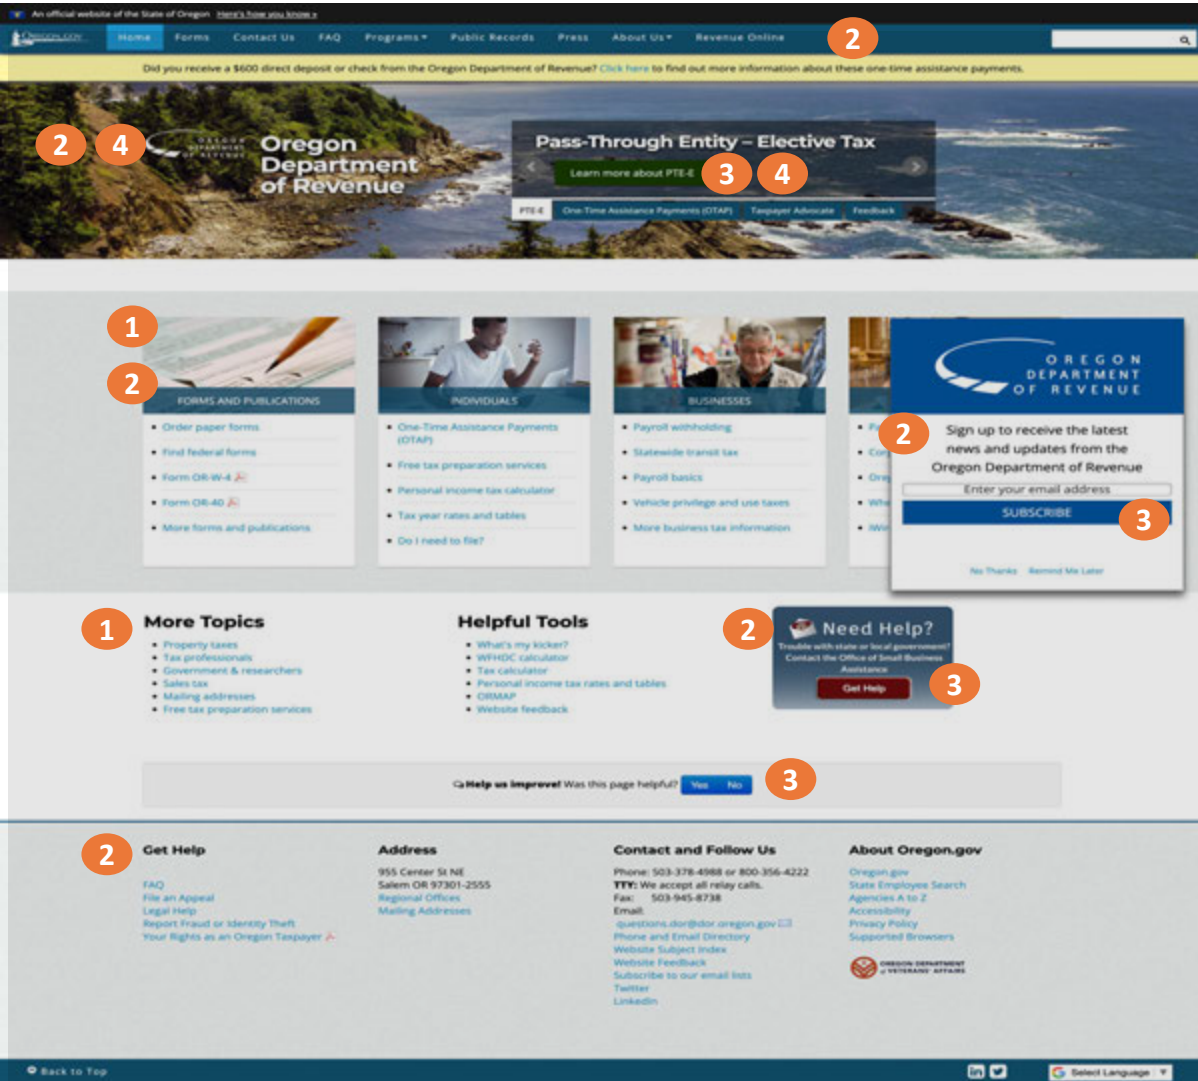 An official website of the State of Oregon Here's how you know »
OREGON.GOV Home Forms Contact Us FAQ Programs Public Records Press About Us Revenue Online 2
Did you receive a $600 direct deposit or check from the Oregon Department of Revenue? Click here to find out more information about these one-time assistance payments.
2 4
OREGON
DEPARTMENT
OF REVENUE
Oregon
Department
of Revenue
Pass-Through Entity – Elective Tax
Learn more about PTE-E 3 4
PTE-E One-Time Assistance Payments (OTAP) Taxpayer Advocate Feedback
1
2
FORMS AND PUBLICATIONS
Order paper forms
Find federal forms
Form OR-W-4
Form OR-40
More forms and publications
INDIVIDUALS
One-Time Assistance Payments
(OTAP)
Free tax preparation services
Personal income tax calculator
Tax year rates and tables
Do I need to file?
BUSINESSES
Payroll withholding
Statewide transit tax
Payroll basics
Vehicle privilege and use taxes
More business tax information
OREGON
DEPARTMENT
OF REVENUE
2
Sign up to receive the latest
news and updates from the
Oregon Department of Revenue
Enter your email address
SUBSCRIBE 3
No Thanks Remind Me Later
1
More Topics
Property taxes
Tax professionals
Government & researchers
Sales tax
Mailing addresses
Free tax preparation services
Helpful Tools
What's my kicker?
WFHDC calculator
Tax calculator
Personal income tax rates and tables
ORMAP
Website feedback
2
Need Help?
Trouble with state or local government?
Contact the Office of Small Business
Assistance
Get Help 3
Help us improve! Was this page helpful? Yes No 3
2
Get Help
FAQ
File an Appeal
Legal Help
Report Fraud or Identity Theft
Your Rights as an Oregon Taxpayer
Address
955 Center St NE
Salem OR 97301-2555
Regional Offices
Mailing Addresses
Contact and Follow Us
Phone: 503-378-4988 or 800-356-4222
TTY: We accept all relay calls.
Fax: 503-945-8738
Email:
questions.dor@dor.oregon.gov
Phone and Email Directory
Website Subject Index
Website Feedback
Subscribe to our email lists
Twitter
LinkedIn
About Oregon.gov
Oregon.gov
State Employee Search
Agencies A to Z
Accessibility
Privacy Policy
Supported Browsers
OREGON DEPARTMENT
of VETERANS' AFFAIRS
Back to Top
in
G Select Language